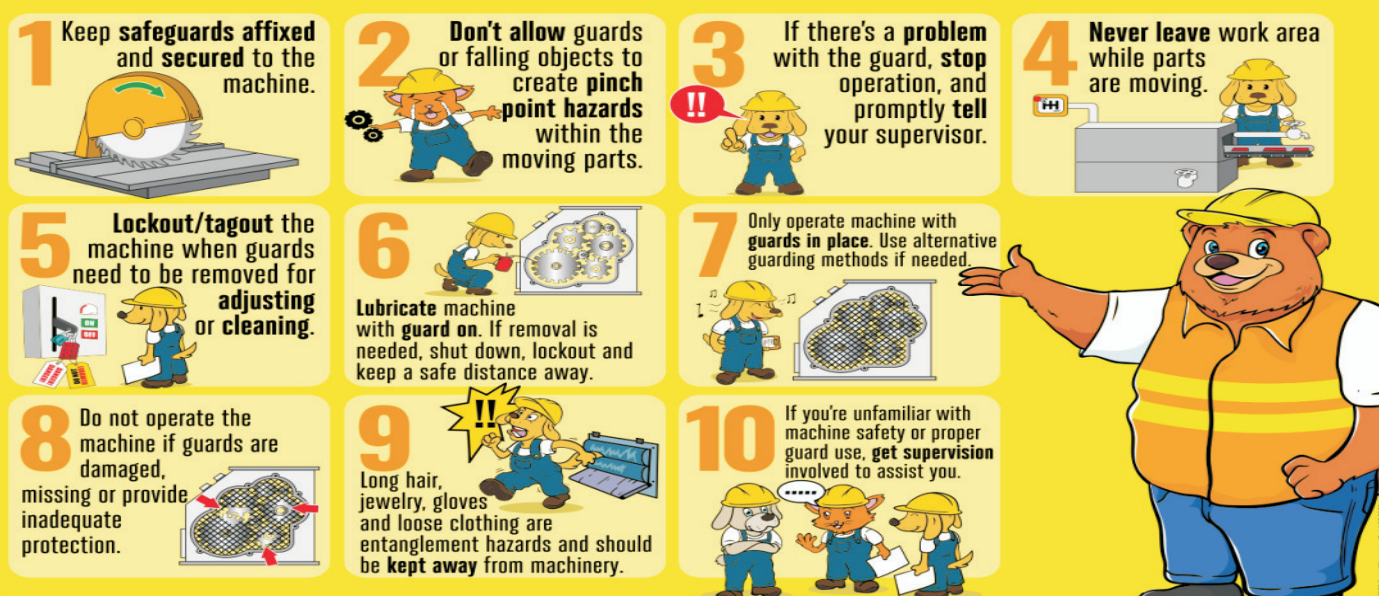 1
Keep safeguards affixed
and secured to the
machine.
2
Don't allow guards
or falling objects to
create pinch
point hazards
within the
moving parts.
3
If there's a problem
with the guard, stop
operation, and
promptly tell
your supervisor.
!!
4
Never leave work area
while parts
are moving.
5
Lockout/tagout the
machine when guards
need to be removed for
adjusting
or cleaning.
ON
OFF
6
Lubricate machine
with guard on. If removal is
needed, shut down, lockout and
keep a safe distance away.
7
Only operate machine with
guards in place. Use alternative
guarding methods if needed.
8
Do not operate the
machine if guards are
damaged,
missing or provide
inadequate
protection.
9
!!
Long hair,
jewelry, gloves
and loose clothing are
entanglement hazards and should
be kept away from machinery.
10
If you're unfamiliar with
machine safety or proper
guard use, get supervision
involved to assist you.
.....